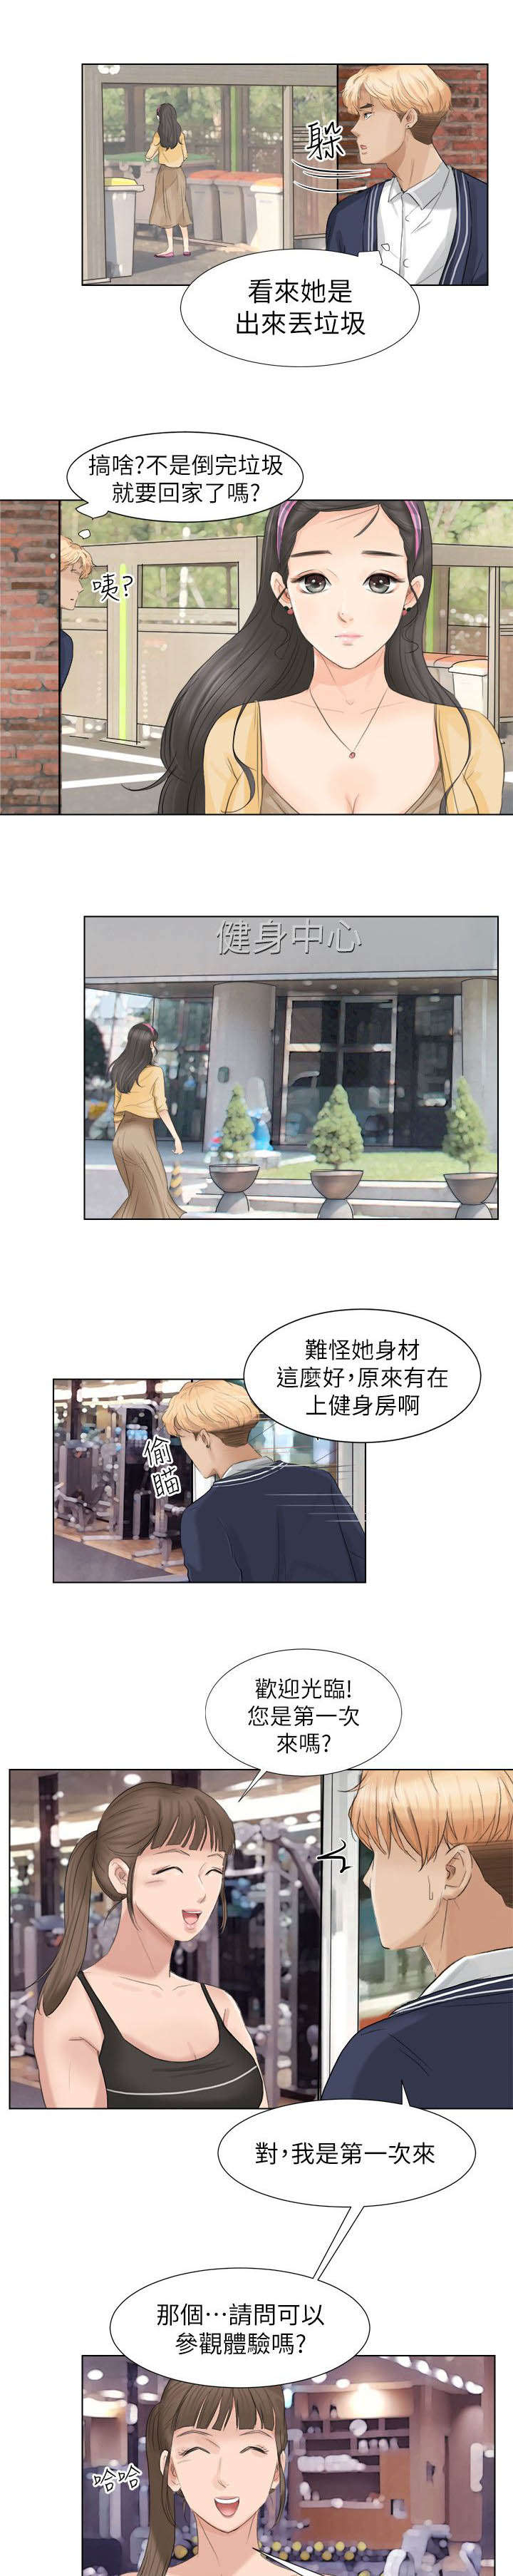 躲
看來她是
出來丟垃圾
搞啥?不是倒完垃圾
就要回家了嗎?
咦?
健身中心
難怪她身材
這麼好,原來有在
上健身房啊
偷
瞄
歡迎光臨!
您是第一次
來嗎?
對,我是第一次來
那個…請問可以
參觀體驗嗎?
哈哈